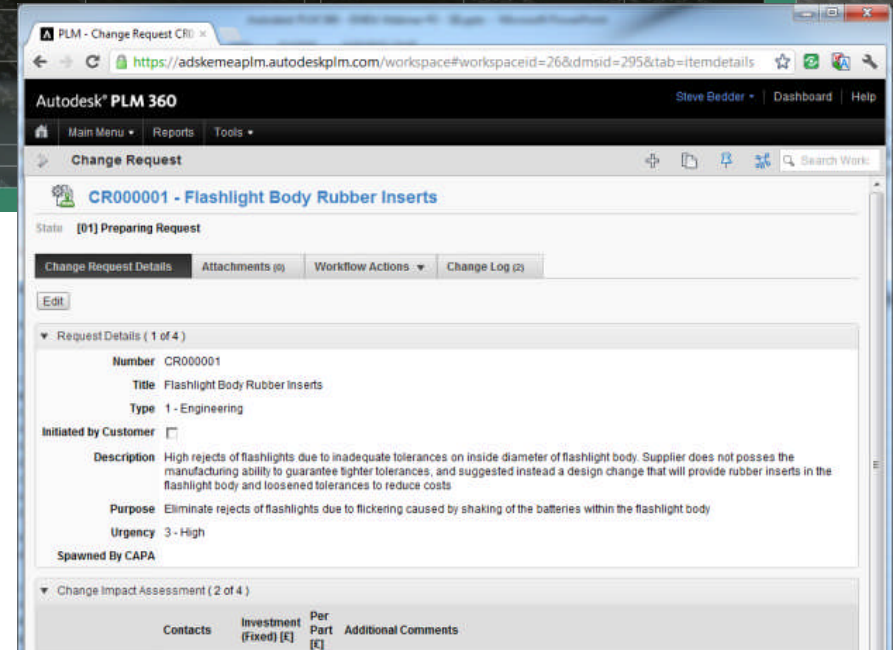 PLM - Change Request CR0
https://adskemeaplm.autodeskplm.com/workspace#workspaceid=26&dmsid=295&tab=itemdetails
Autodesk® PLM 360
Steve Bedder
Dashboard
Help
Main Menu
Reports
Tools
Change Request
Search Work:
CR000001 - Flashlight Body Rubber Inserts
State [01] Preparing Request
Change Request Details
Attachments (0)
Workflow Actions
Change Log (2)
Edit
Request Details ( 1 of 4 )
Number CR000001
Title Flashlight Body Rubber Inserts
Type 1 - Engineering
Initiated by Customer
Description High rejects of flashlights due to inadequate tolerances on inside diameter of flashlight body. Supplier does not posses the
manufacturing ability to guarantee tighter tolerances, and suggested instead a design change that will provide rubber inserts in the
flashlight body and loosened tolerances to reduce costs
Purpose Eliminate rejects of flashlights due to flickering caused by shaking of the batteries within the flashlight body
Urgency 3 - High
Spawned By CAPA
Change Impact Assessment ( 2 of 4 )
Contacts
Investment
(Fixed) [£]
Per
Part
[£]
Additional Comments